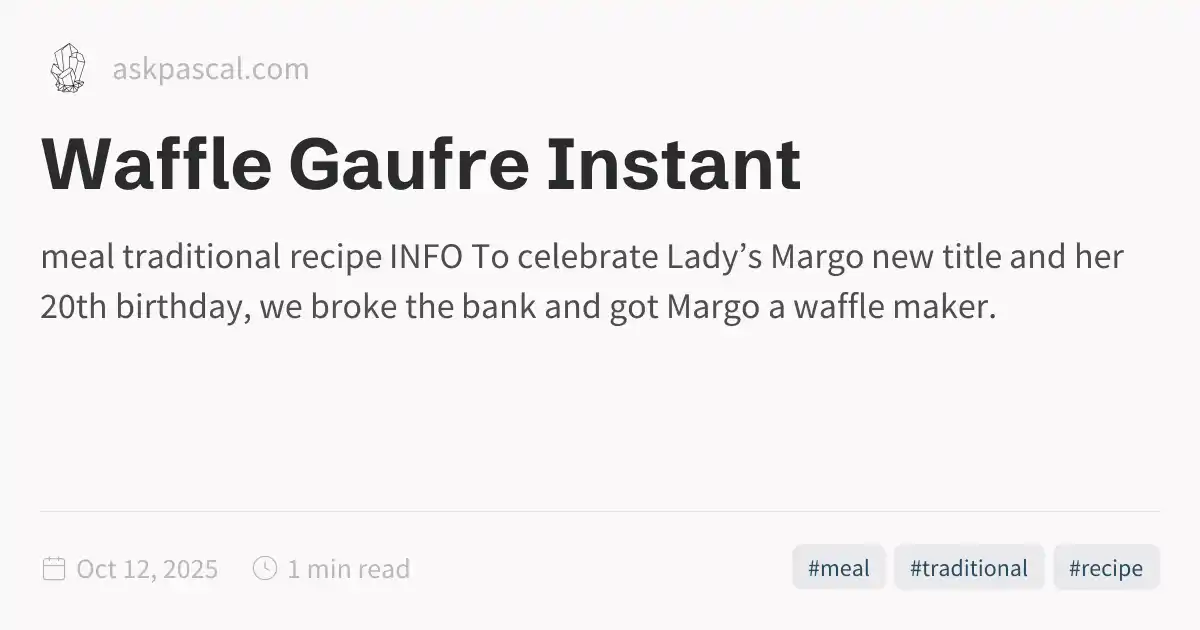 askpascal.com
Waffle Gaufre Instant
meal traditional recipe INFO To celebrate Lady’s Margo new title and her
20th birthday, we broke the bank and got Margo a waffle maker.
Oct 12, 2025 1 min read #meal #traditional #recipe